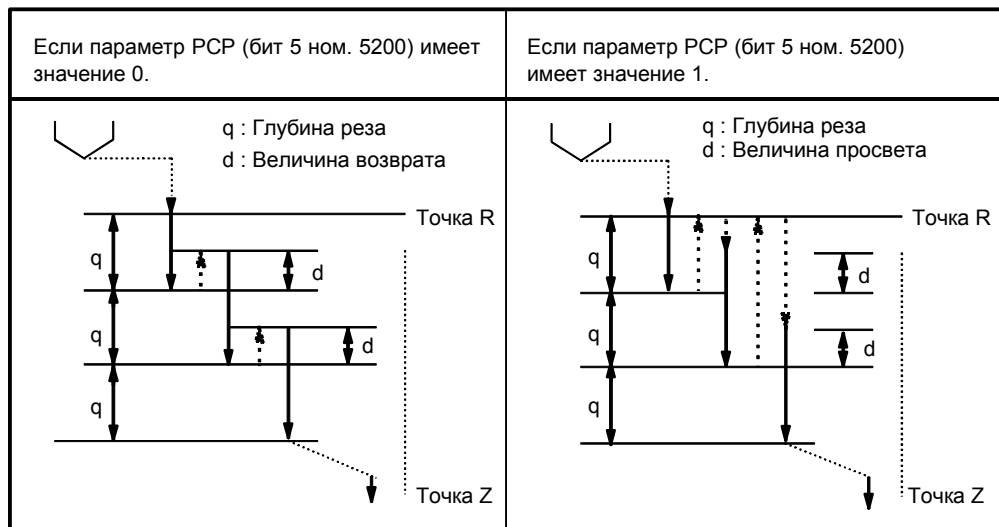 Если параметр PCP (бит 5 ном. 5200) имеет
значение 0.
q : Глубина реза
d : Величина возврата
Точка R
q
d
q
d
q
Точка Z
Если параметр PCP (бит 5 ном. 5200)
имеет значение 1.
q : Глубина реза
d : Величина просвета
Точка R
q
d
q
d
q
Точка Z